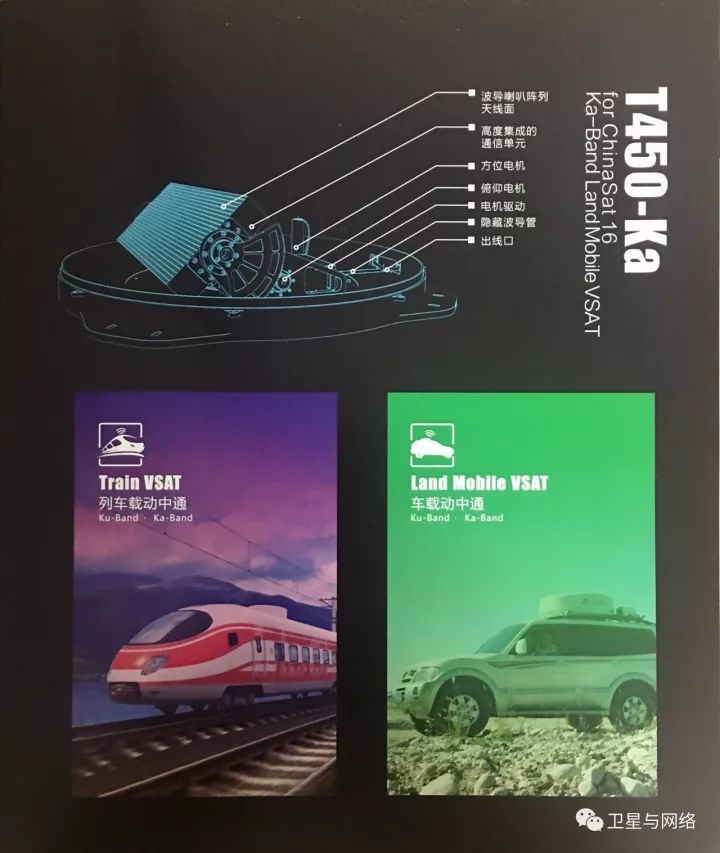 T450-Ka
for ChinaSat 16
Ka-Band Land Mobile VSAT
波导喇叭阵列
天线面
高度集成的
通信单元
方位电机
俯仰电机
电机驱动
隐藏波导管
出线口
Train VSAT
列车载动中通
Ku-Band · Ka-Band
Land Mobile VSAT
车载动中通
Ku-Band · Ka-Band
卫星与网络